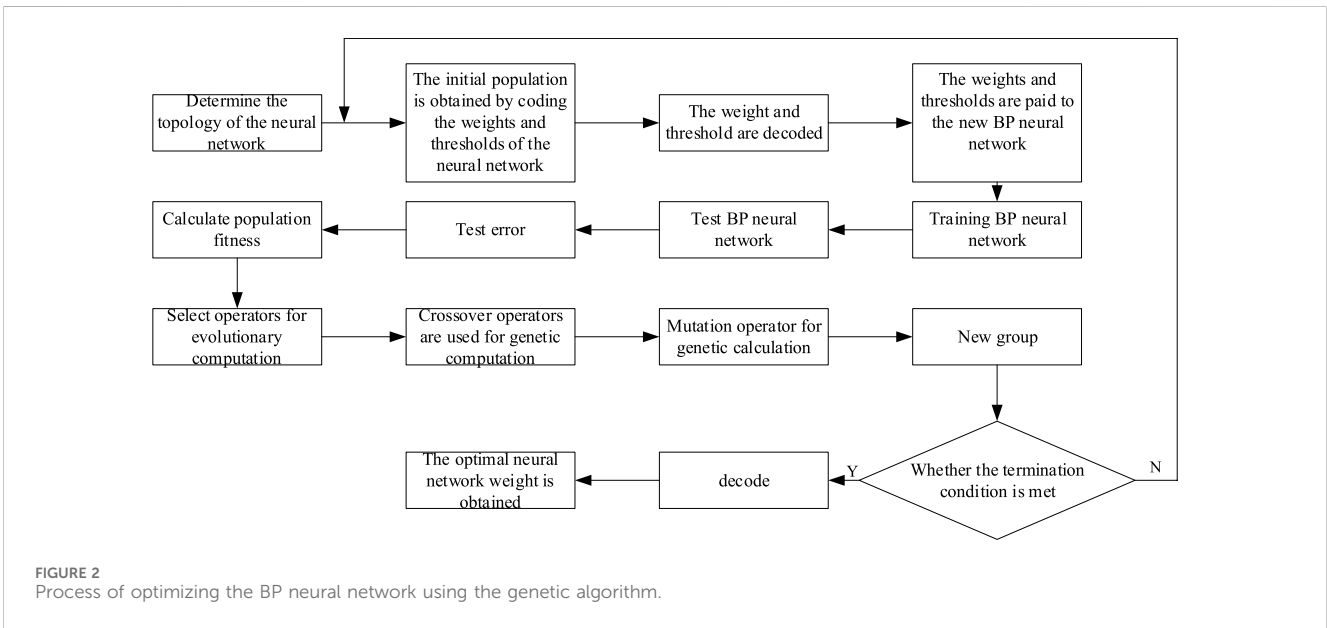 Determine the
topology of the neural
network
The initial population
is obtained by coding
the weights and
thresholds of the
neural network
The weight and
threshold are decoded
The weights and
thresholds are paid to
the new BP neural
network
Calculate population
fitness
Test error
Test BP neural
network
Training BP neural
network
Select operators for
evolutionary
computation
Crossover operators
are used for genetic
computation
Mutation operator for
genetic calculation
New group
The optimal neural
network weight is
obtained
decode
Y
Whether the termination
condition is met
N
FIGURE 2
Process of optimizing the BP neural network using the genetic algorithm.